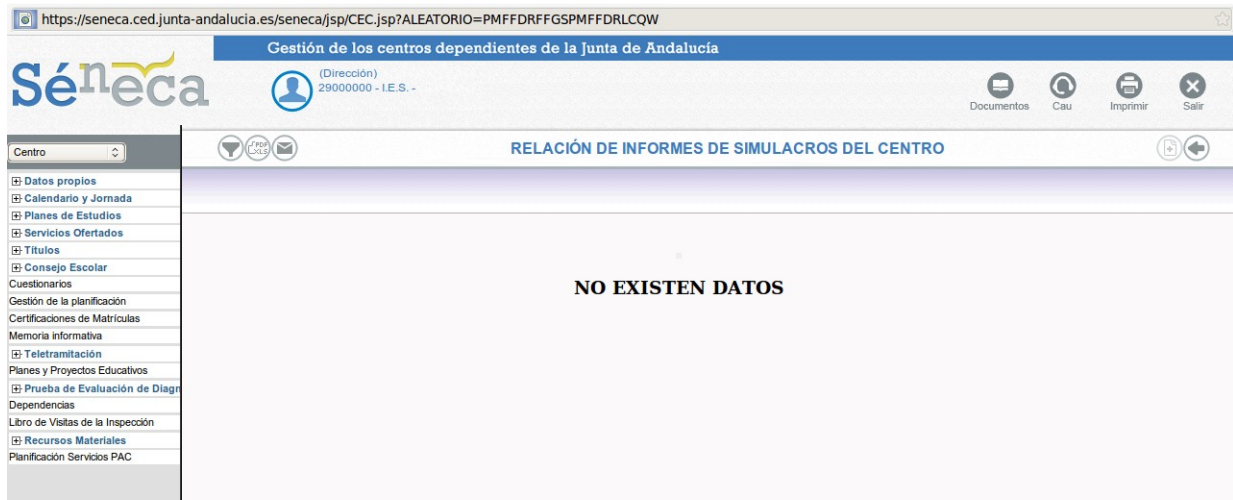 https://seneca.ced.junta-andalucia.es/seneca/jsp/CEC.jsp?ALEATORIO=PMFFDRFFGSPMFFDRLCQW
Gestión de los centros dependientes de la Junta de Andalucía
Séneca
(Dirección)
29000000 - I.E.S. -
Documentos
Cau
Imprimir
Salir
Centro
PDF
XLS
RELACIÓN DE INFORMES DE SIMULACROS DEL CENTRO
Datos propios
Calendario y Jornada
Planes de Estudios
Servicios Ofertados
Títulos
Consejo Escolar
Cuestionarios
Gestión de la planificación
Certificaciones de Matrículas
Memoria informativa
Teletramitación
Planes y Proyectos Educativos
Prueba de Evaluación de Diagn
Dependencias
Libro de Visitas de la Inspección
Recursos Materiales
Planificación Servicios PAC
NO EXISTEN DATOS